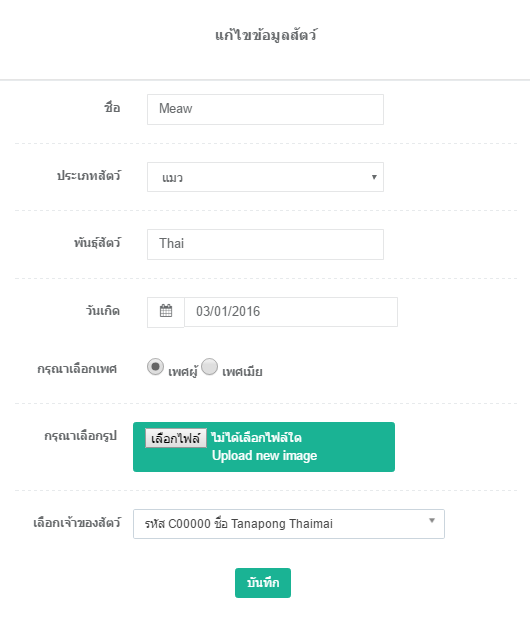 แก้ไขข้อมูลสัตว์
ชื่อ Meaw
ประเภทสัตว์ แมว
พันธุ์สัตว์ Thai
วันเกิด 03/01/2016
กรุณาเลือกเพศ เพศผู้ เพศเมีย
กรุณาเลือกรูป เลือกไฟล์ ไม่ได้เลือกไฟล์ใด
Upload new image
เลือกเจ้าของสัตว์ รหัส C00000 ชื่อ Tanapong Thaimai
บันทึก